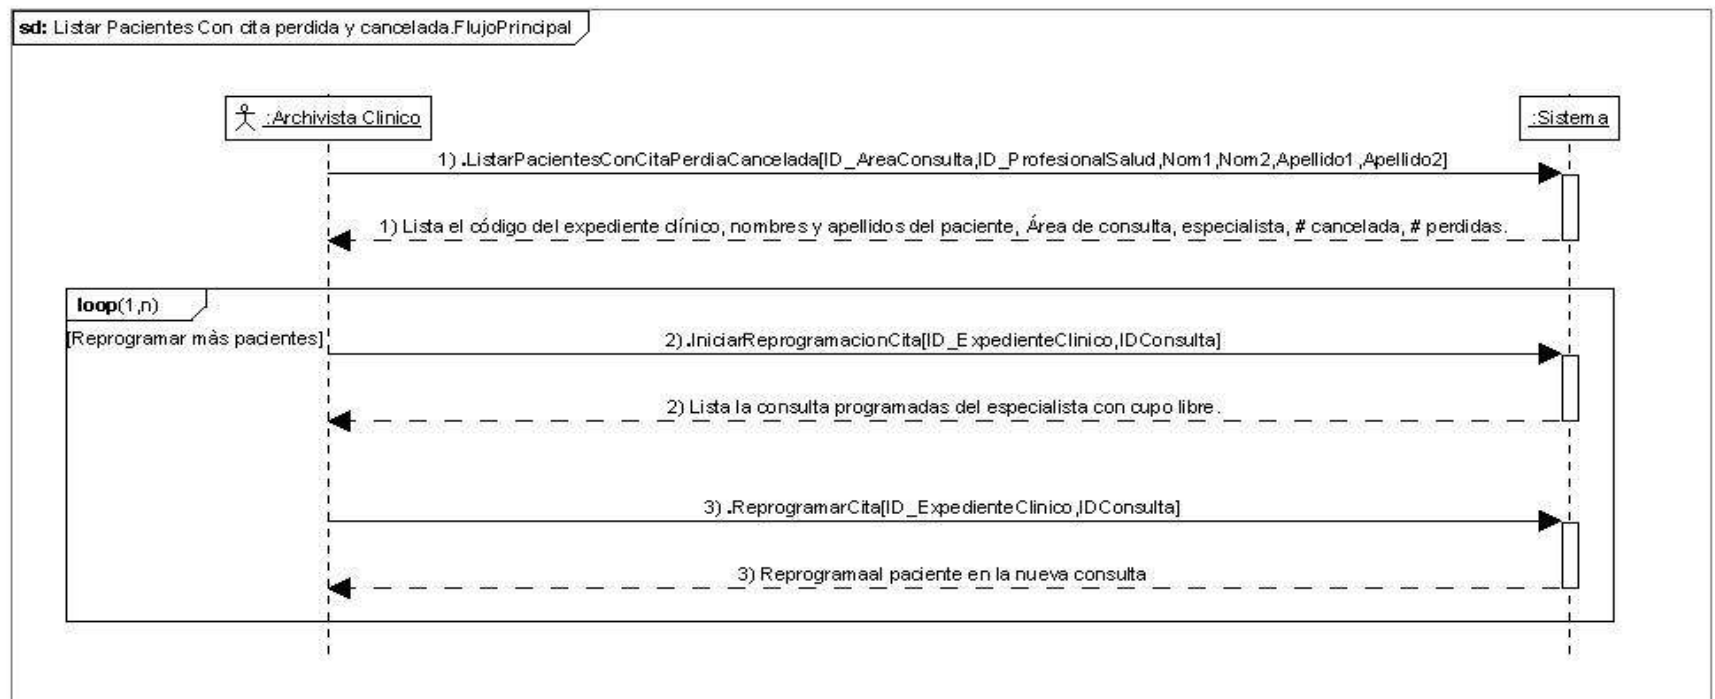 sd: Listar Pacientes Con cita perdida y cancelada.FlujoPrincipal
:Archivista Clinico
:Sistema
1) .ListarPacientesConCitaPerdiaCancelada[ID_AreaConsulta,ID_ProfesionalSalud,Nom1,Nom2,Apellido1,Apellido2]
1) Lista el código del expediente clínico, nombres y apellidos del paciente, Área de consulta, especialista, # cancelada, # perdidas.
loop(1,n)
[Reprogramar màs pacientes]
2) .IniciarReprogramacionCita[ID_ExpedienteClinico,IDConsulta]
2) Lista la consulta programadas del especialista con cupo libre.
3) .ReprogramarCita[ID_ExpedienteClinico,IDConsulta]
3) Reprogramaal paciente en la nueva consulta